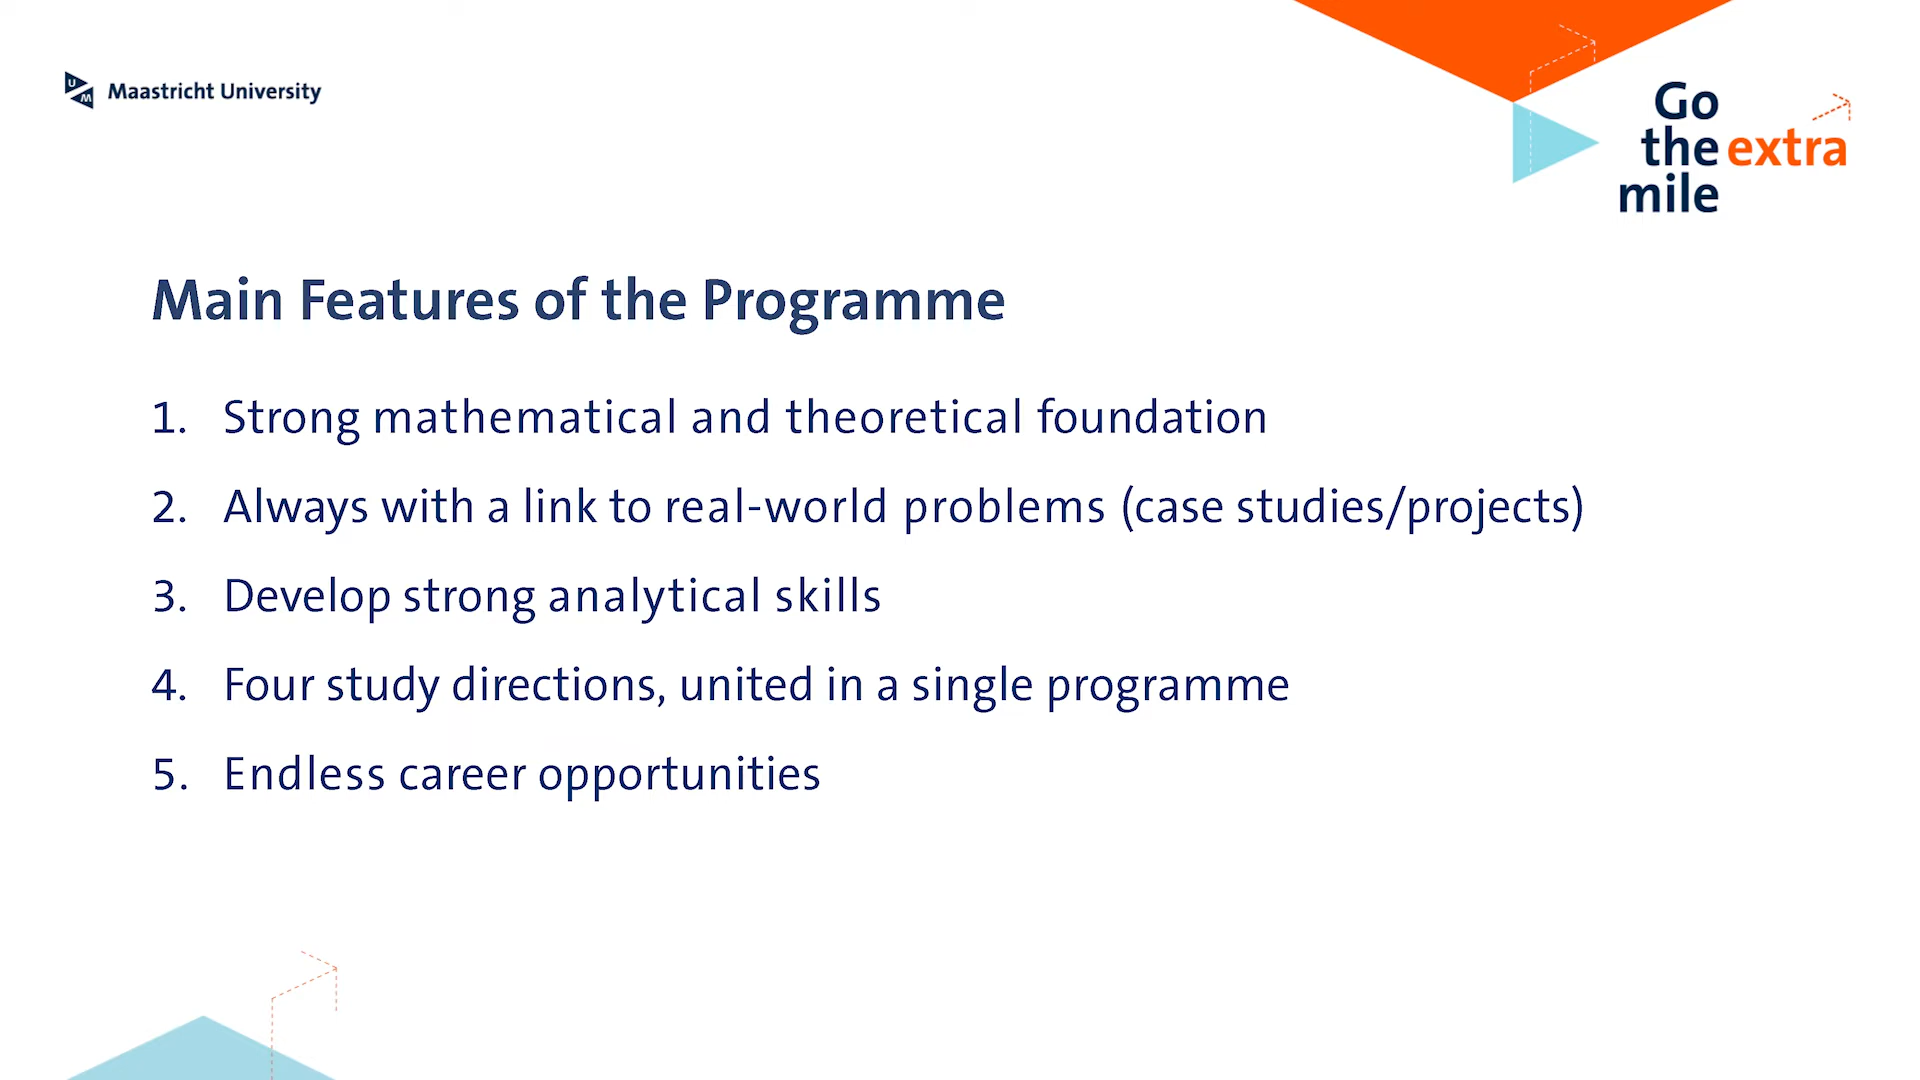 UM Maastricht University
Go
the extra
mile
Main Features of the Programme
1. Strong mathematical and theoretical foundation
2. Always with a link to real-world problems (case studies/projects)
3. Develop strong analytical skills
4. Four study directions, united in a single programme
5. Endless career opportunities